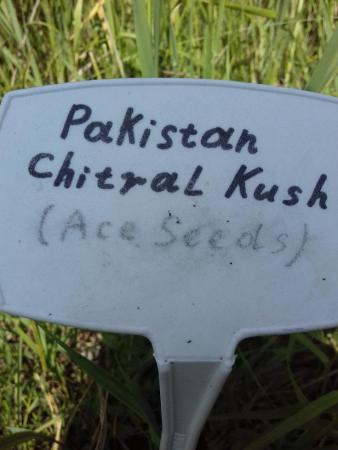 Pakistan
Chitral Kush
(Ace Seeds)